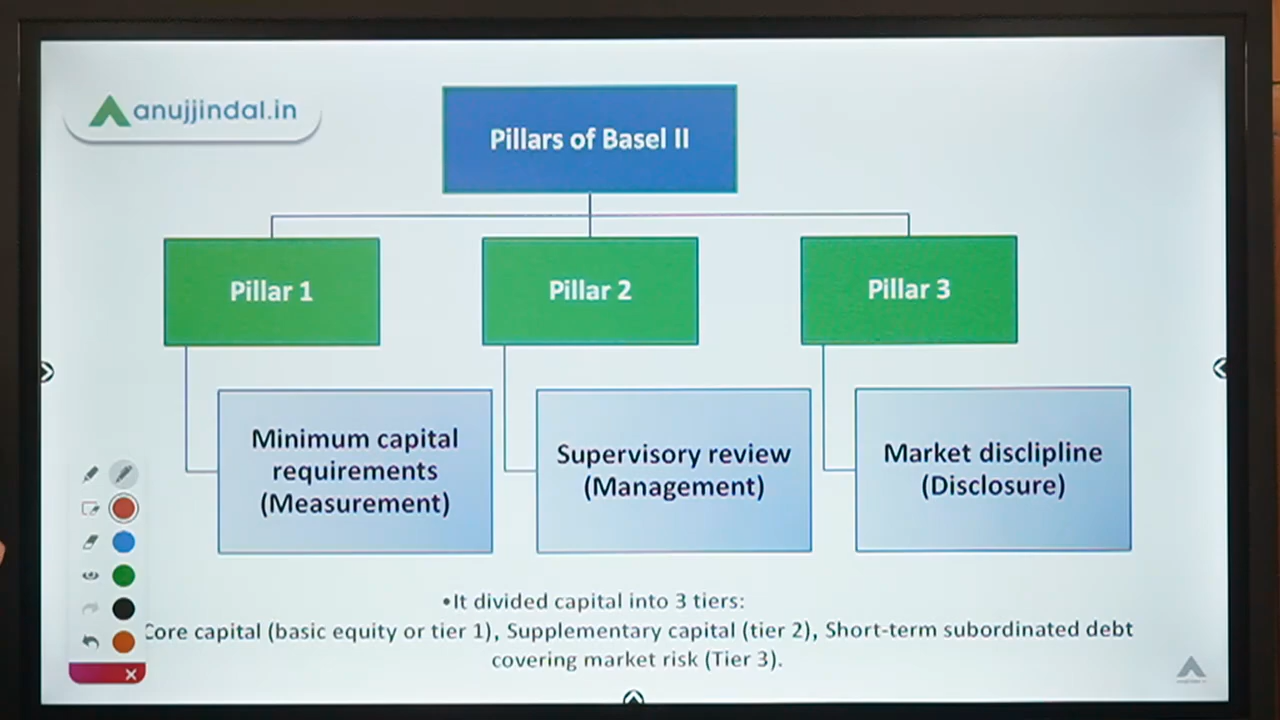 anujjindal.in
Pillars of Basel II
Pillar 1
Pillar 2
Pillar 3
Minimum capital
requirements
(Measurement)
Supervisory review
(Management)
Market disclipline
(Disclosure)
•It divided capital into 3 tiers:
Core capital (basic equity or tier 1), Supplementary capital (tier 2), Short-term subordinated debt
covering market risk (Tier 3).